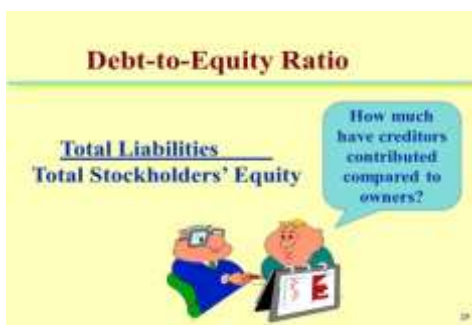 Debt-to-Equity Ratio
Total Liabilities
Total Stockholders' Equity
How much
have creditors
contributed
compared to
owners?